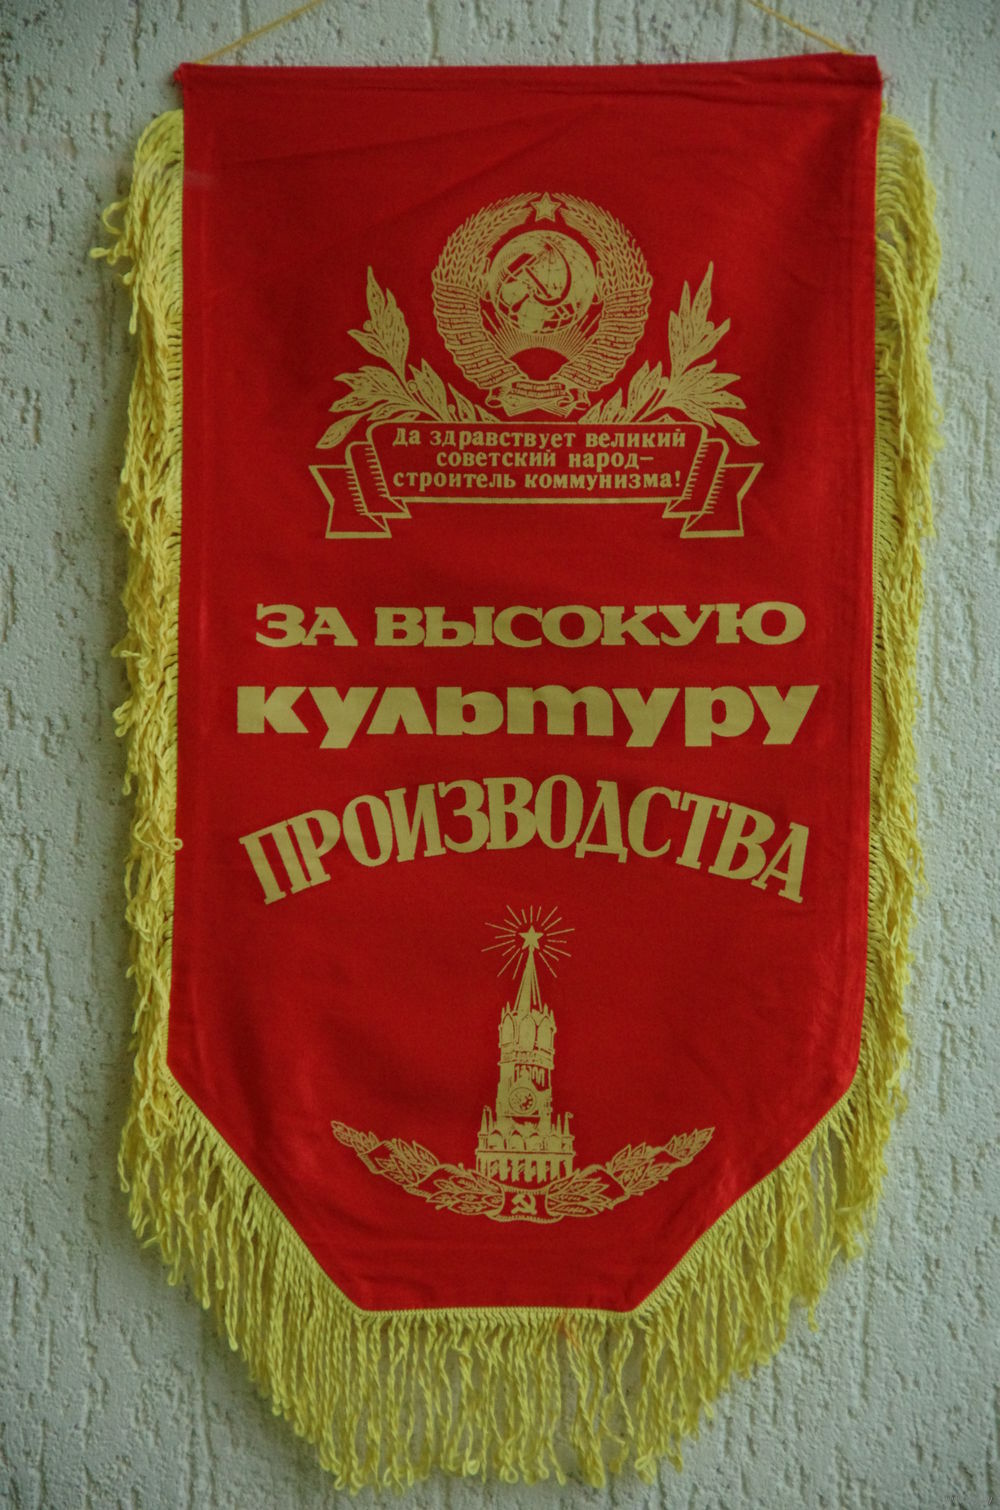 Да здравствует великий
советский народ–
строитель коммунизма!
ЗА ВЫСОКУЮ
культуру
ПРОИЗВОДСТВА